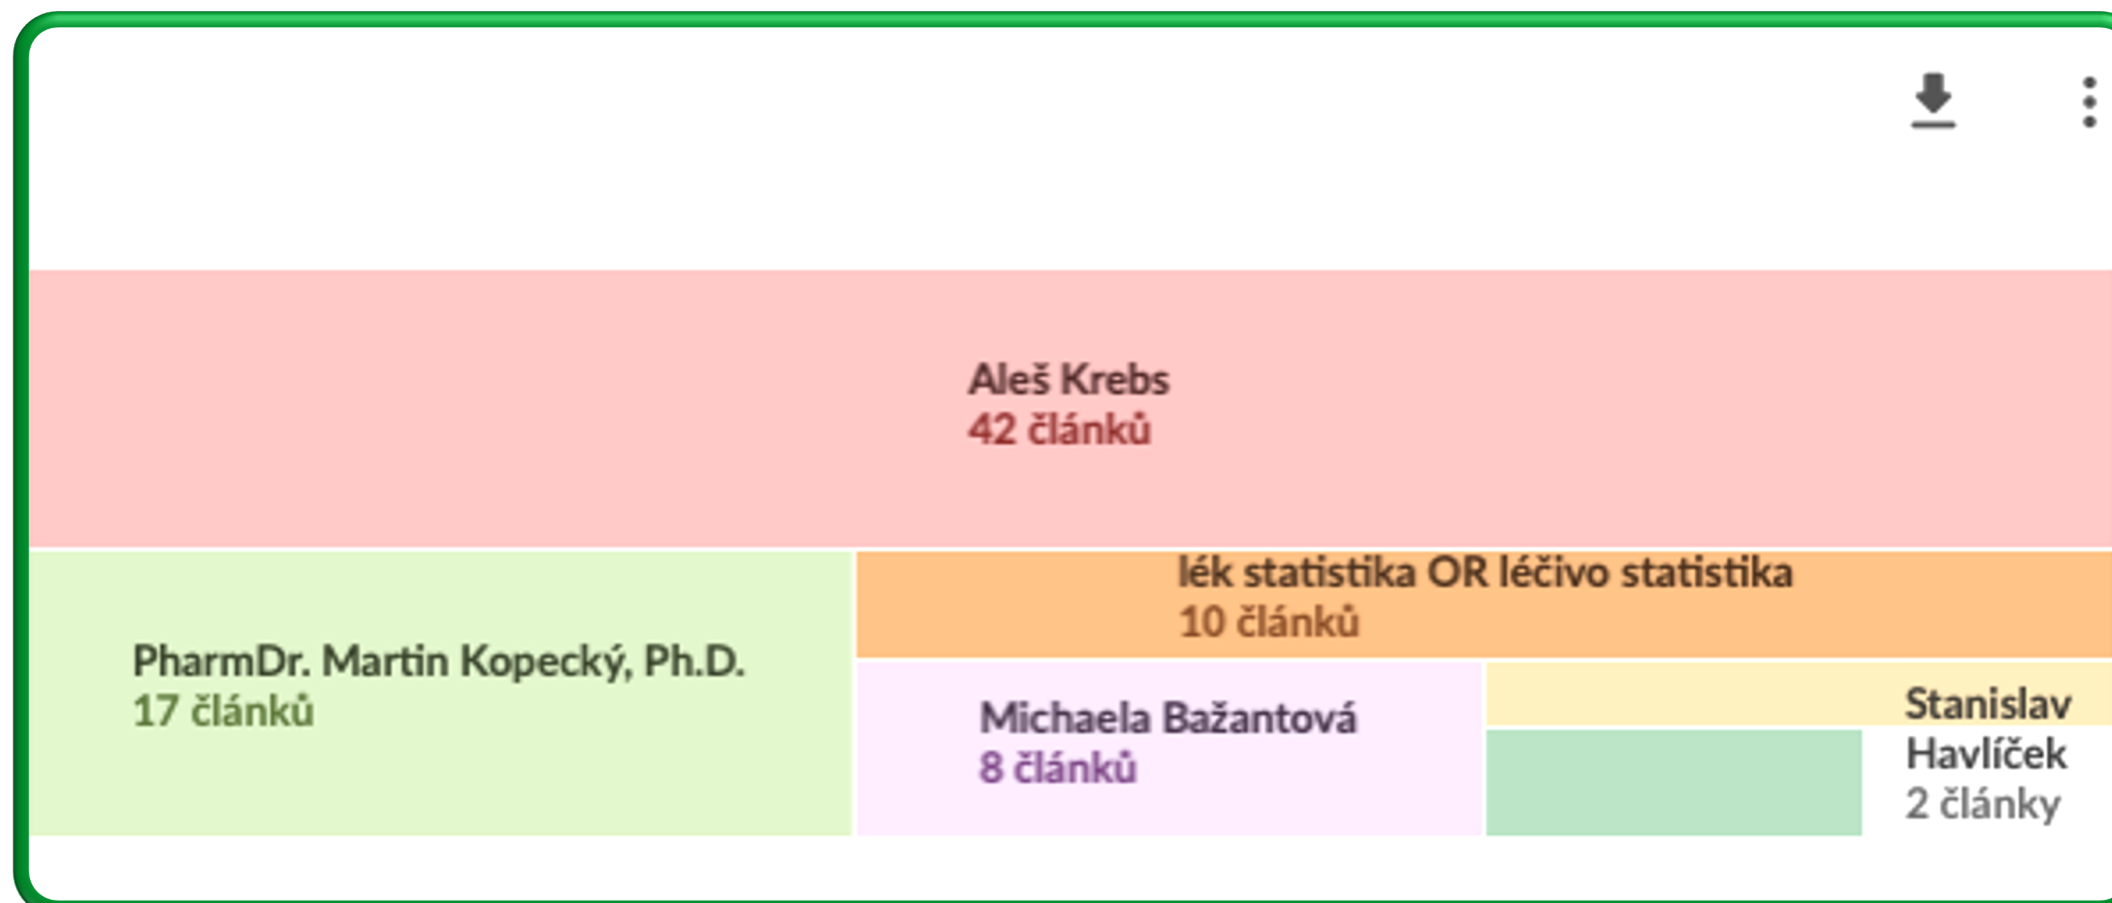 Aleš Krebs
42 článků
lék statistika OR léčivo statistika
10 článků
PharmDr. Martin Kopecký, Ph.D.
17 článků
Michaela Bažantová
8 článků
Stanislav
Havlíček
2 články